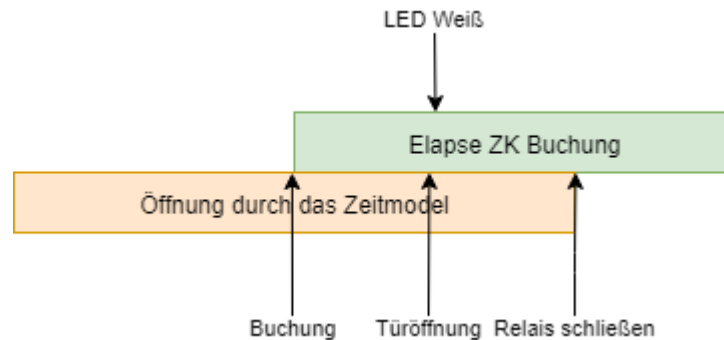 LED Weiß
Elapse ZK Buchung
Öffnung durch das Zeitmodel
Buchung Türöffnung Relais schließen